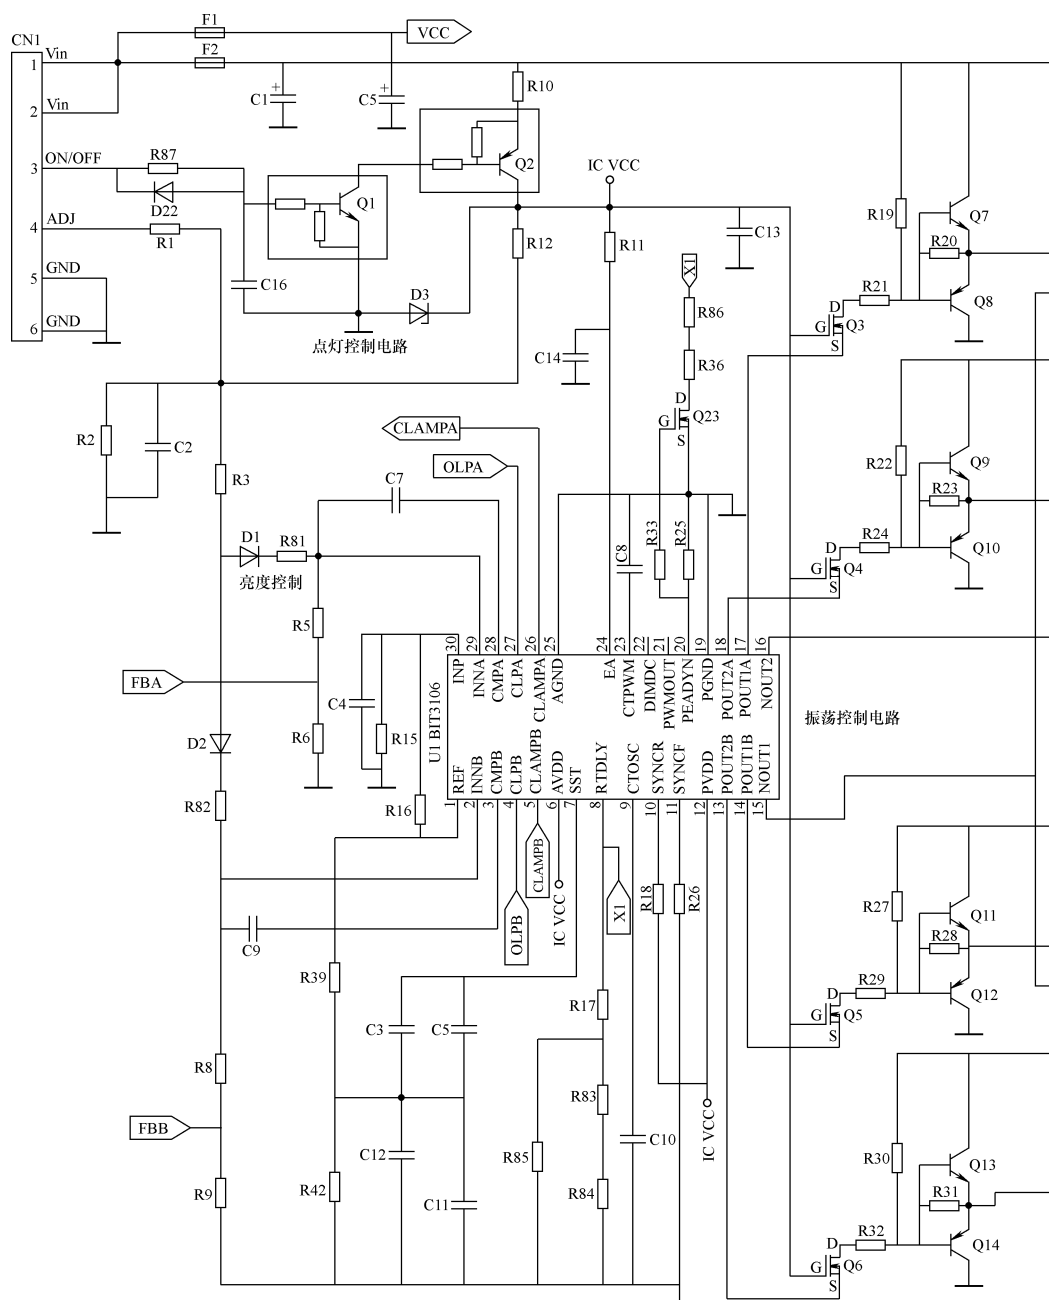 F1
VCC
CN1
Vin
F2
1
R10
C1
+
C5
+
2
Vin
Q2
3
ON/OFF
R87
IC VCC
D22
Q1
R19
Q7
4
ADJ
R1
R12
R11
C13
R20
X1
5
GND
C16
R21
Q8
D3
R86
D
G
Q3
S
6
GND
点灯控制电路
C14
R36
D
G
Q23
S
R2
C2
CLAMPA
R22
Q9
OLPA
R3
C7
R23
R33
R25
R24
Q10
D1
R81
C8
D
G
Q4
S
亮度控制
R5
30
29
28
27
26
25
24
23
22
21
20
19
18
17
16
INP
INNA
CMPA
CLPA
CLAMPA
AGND
EA
CTPWM
DIMDC
PWMOUT
PEADYN
PGND
POUT2A
POUT1A
NOUT2
FBA
C4
振荡控制电路
D2
R6
R15
U1 BIT3106
REF
INNB
CMPB
CLPB
CLAMPB
AVDD
SST
RTDLY
CTOSC
SYNCR
SYNCF
PVDD
POUT2B
POUT1B
NOUT1
R82
R16
1
2
3
4
5
6
7
8
9
10
11
12
13
14
15
CLAMPB
OLPB
IC VCC
X1
R18
R26
R27
Q11
C9
R28
R39
R17
R29
Q12
D
G
Q5
S
C3
C5
R8
R83
FBB
C12
R85
C10
IC VCC
R30
Q13
R9
R42
C11
R84
R31
R32
Q14
D
G
Q6
S